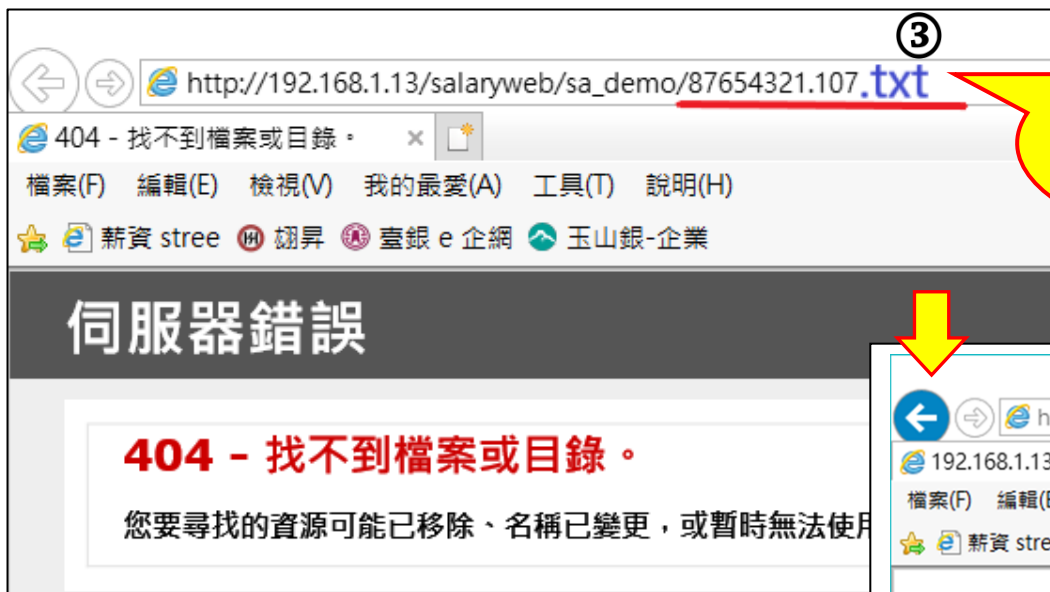 ③
http://192.168.1.13/salaryweb/sa_demo/87654321.107.txt
404 - 找不到檔案或目錄。
檔案(F) 編輯(E) 檢視(V) 我的最愛(A) 工具(T) 說明(H)
薪資 stree 翃昇 臺銀 e 企網 玉山銀-企業
伺服器錯誤
404 - 找不到檔案或目錄。
您要尋找的資源可能已移除、名稱已變更，或暫時無法使用
h
192.168.1.13
檔案(F) 編輯(E
薪資 stre